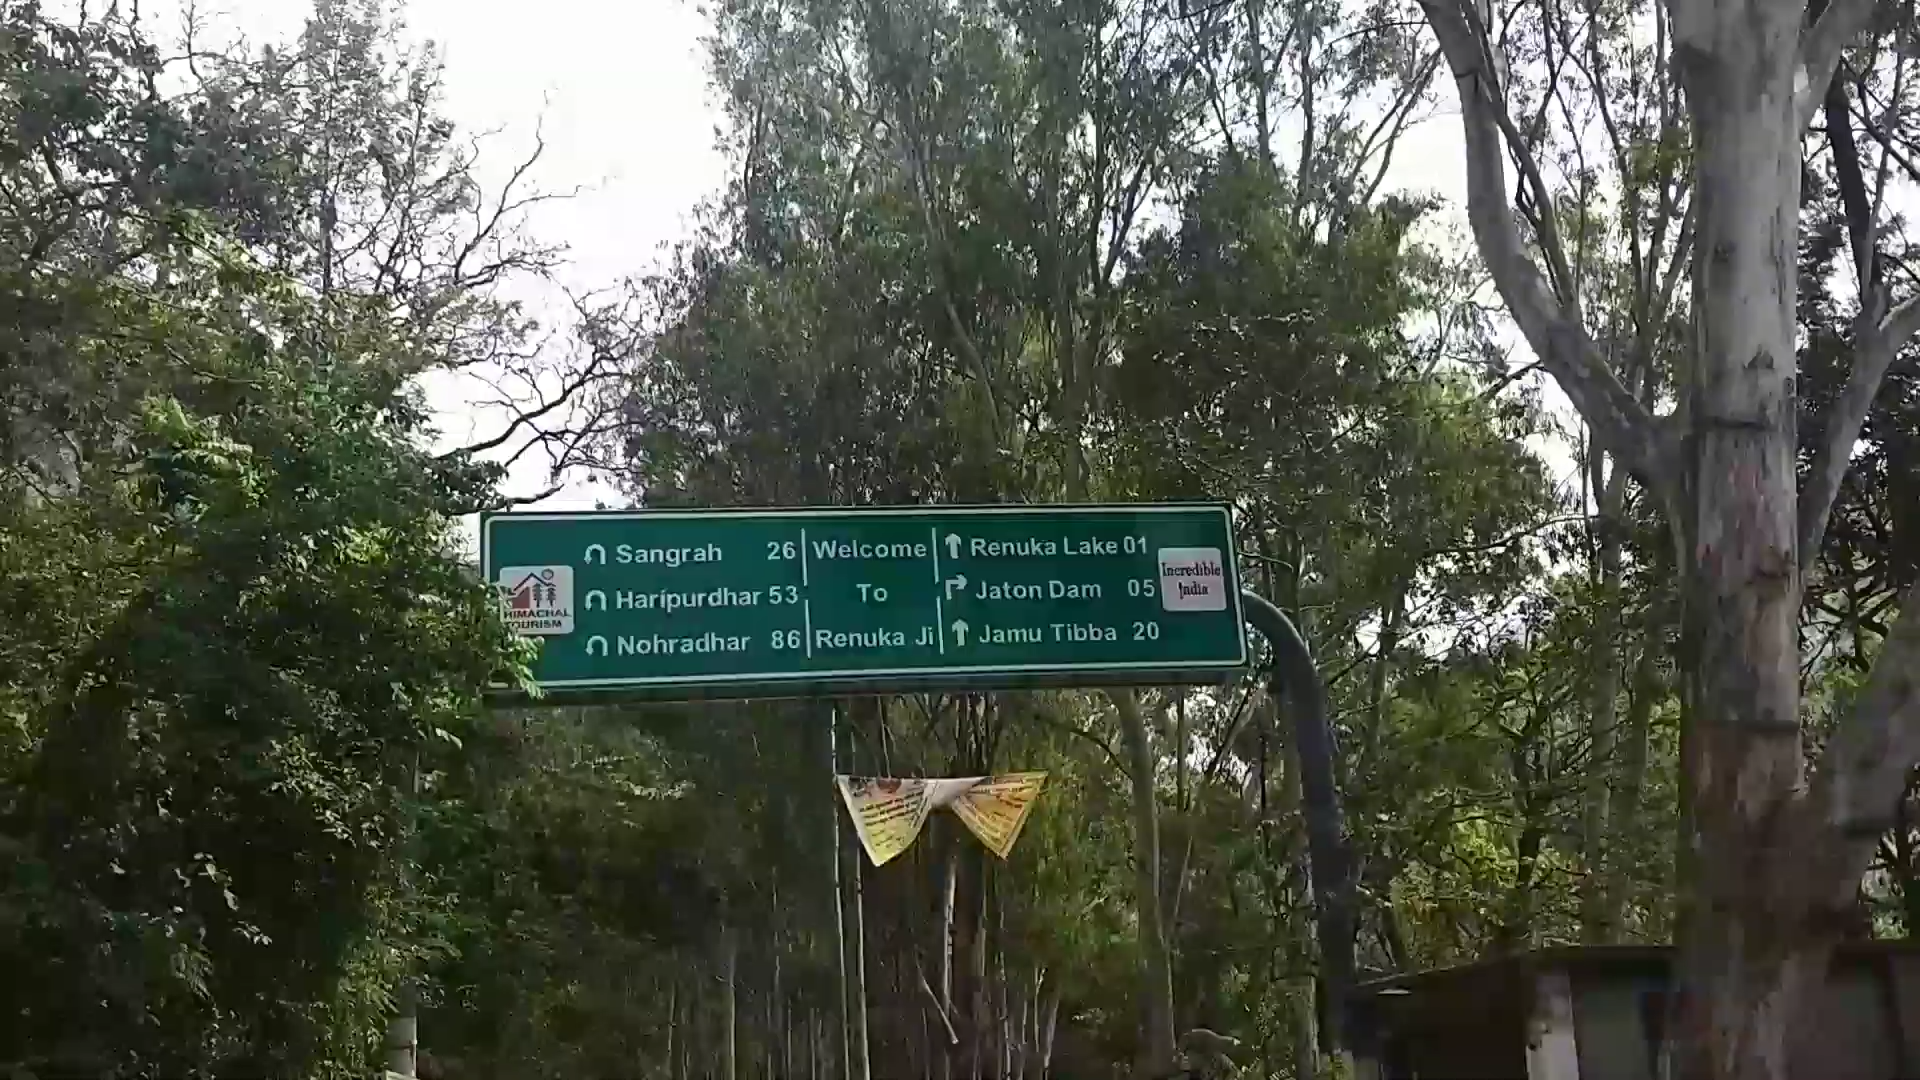 Sangrah 26
Haripurdhar 53
Nohradhar 86
Welcome
To
Renuka Ji
Renuka Lake 01
Jaton Dam 05
Jamu Tibba 20
HIMACHAL
TOURISM
Incredible
India